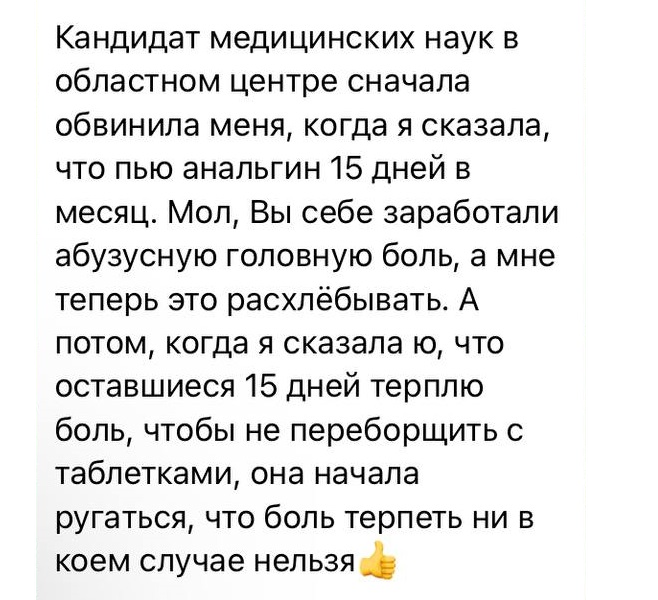 Кандидат медицинских наук в
областном центре сначала
обвинила меня, когда я сказала,
что пью анальгин 15 дней в
месяц. Мол, Вы себе заработали
абузусную головную боль, а мне
теперь это расхлёбывать. А
потом, когда я сказала ю, что
оставшиеся 15 дней терплю
боль, чтобы не переборщить с
таблетками, она начала
ругаться, что боль терпеть ни в
коем случае нельзя👍